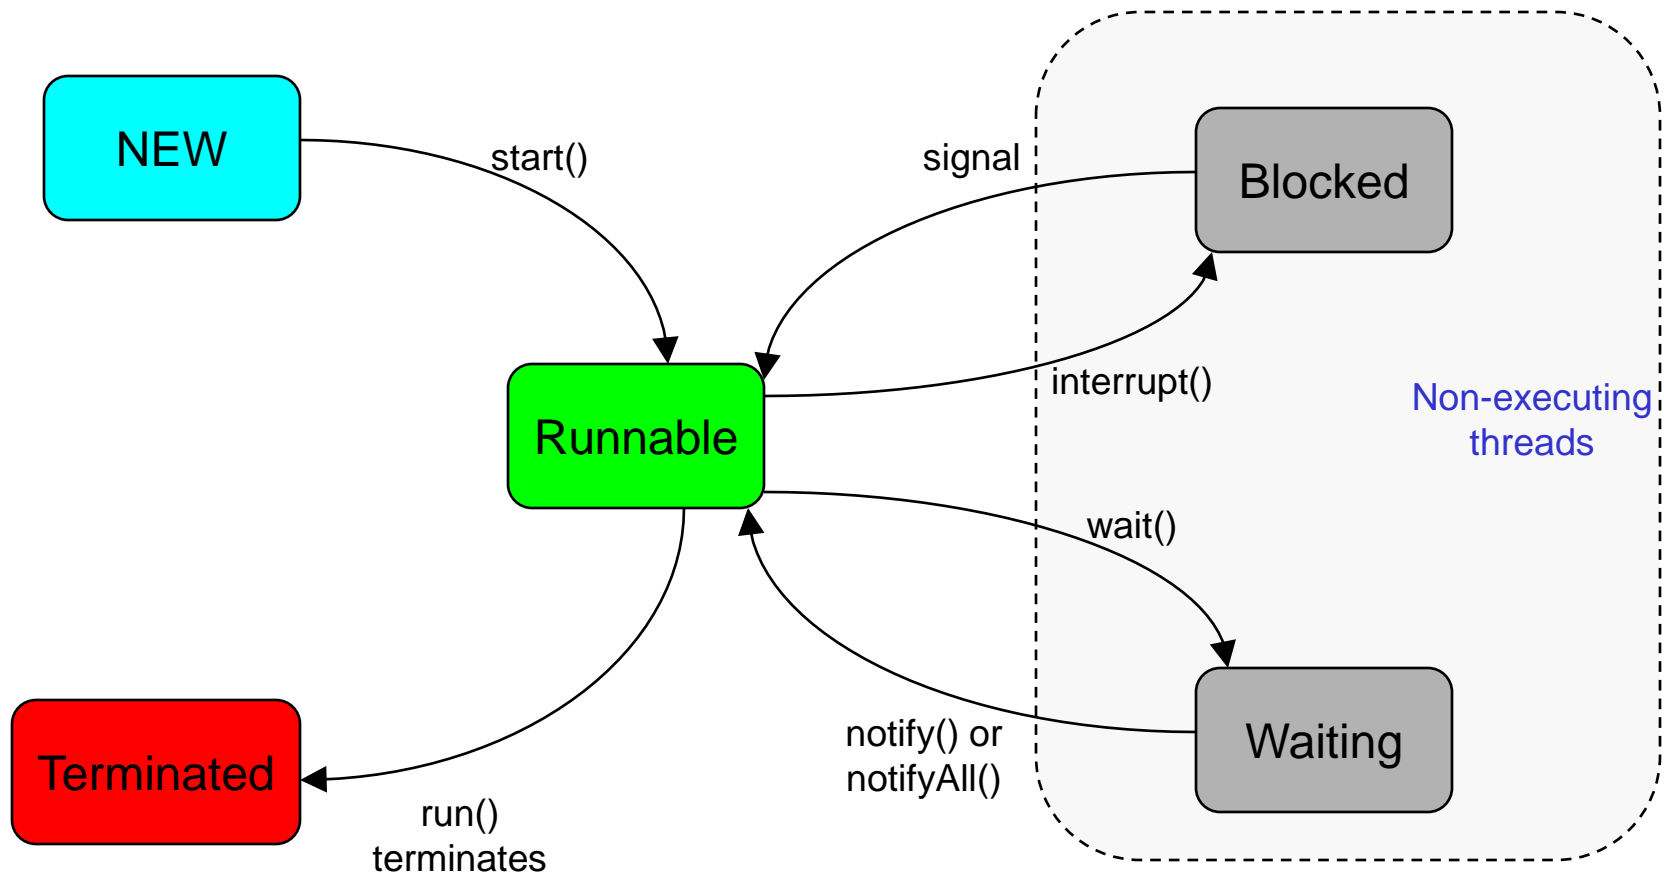 NEW
start()
signal
Blocked
interrupt()
Non-executing
threads
Runnable
wait()
notify() or
notifyAll()
Waiting
Terminated
run()
terminates